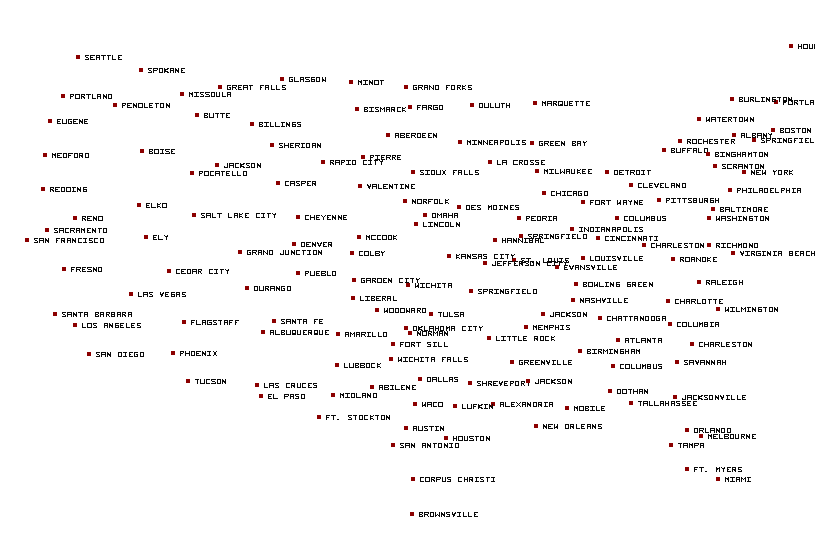 HOU
SEATTLE
SPOKANE
GLASGOW
MINOT
GREAT FALLS
GRAND FORKS
MISSOULA
PORTLAND
BURLINGTON
PORTLA
PENDLETON
BISMARCK
FARGO
DULUTH
MARQUETTE
BUTTE
EUGENE
WATERTOWN
BILLINGS
BOSTON
ABERDEEN
ALBANY
SPRINGFIEL
ROCHESTER
SHERIDAN
MINNEAPOLIS
GREEN BAY
BUFFALO
BOISE
MEDFORD
BINGHAMTON
PIERRE
RAPID CITY
LA CROSSE
JACKSON
SCRANTON
POCATELLO
SIOUX FALLS
MILWAUKEE
DETROIT
NEW YORK
CASPER
VALENTINE
CLEVELAND
REDDING
PHILADELPHIA
CHICAGO
NORFOLK
FORT WAYNE
PITTSBURGH
ELKO
DES MOINES
BALTIMORE
SALT LAKE CITY
OMAHA
RENO
CHEYENNE
PEORIA
COLUMBUS
WASHINGTON
LINCOLN
SACRAMENTO
INDIANAPOLIS
ELY
MCCOOK
SPRINGFIELD
CINCINNATI
SAN FRANCISCO
HANNIBAL
DENVER
CHARLESTON
RICHMOND
GRAND JUNCTION
COLBY
VIRGINIA BEACH
KANSAS CITY
LOUISVILLE
ROANOKE
ST. LOUIS
JEFFERSON CITY
EVANSVILLE
FRESNO
CEDAR CITY
PUEBLO
GARDEN CITY
WICHITA
BOWLING GREEN
RALEIGH
DURANGO
SPRINGFIELD
LAS VEGAS
LIBERAL
NASHVILLE
CHARLOTTE
WOODWARD
WILMINGTON
SANTA BARBARA
TULSA
JACKSON
CHATTANOOGA
SANTA FE
FLAGSTAFF
LOS ANGELES
COLUMBIA
OKLAHOMA CITY
MEMPHIS
ALBUQUERQUE
AMARILLO
NORMAN
LITTLE ROCK
ATLANTA
FORT SILL
CHARLESTON
BIRMINGHAM
SAN DIEGO
PHOENIX
WICHITA FALLS
GREENVILLE
SAVANNAH
LUBBOCK
COLUMBUS
TUCSON
DALLAS
SHREVEPORT
JACKSON
LAS CRUCES
ABILENE
DOTHAN
EL PASO
MIDLAND
JACKSONVILLE
WACO
LUFKIN
ALEXANDRIA
TALLAHASSEE
MOBILE
FT. STOCKTON
NEW ORLEANS
AUSTIN
ORLANDO
MELBOURNE
HOUSTON
SAN ANTONIO
TAMPA
FT. MYERS
CORPUS CHRISTI
MIAMI
BROWNSVILLE